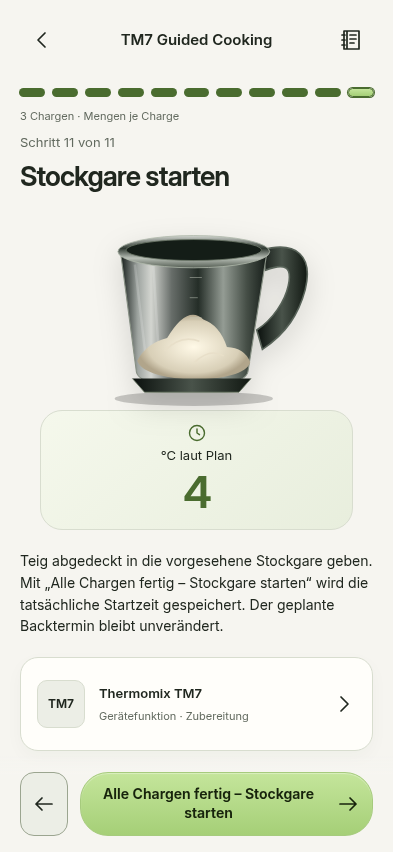 TM7 Guided Cooking
3 Chargen · Mengen je Charge
Schritt 11 von 11
Stockgare starten
°C laut Plan
4
Teig abgedeckt in die vorgesehene Stockgare geben.
Mit „Alle Chargen fertig – Stockgare starten“ wird die
tatsächliche Startzeit gespeichert. Der geplante
Backtermin bleibt unverändert.
TM7
Thermomix TM7
Gerätefunktion · Zubereitung
Alle Chargen fertig – Stockgare
starten